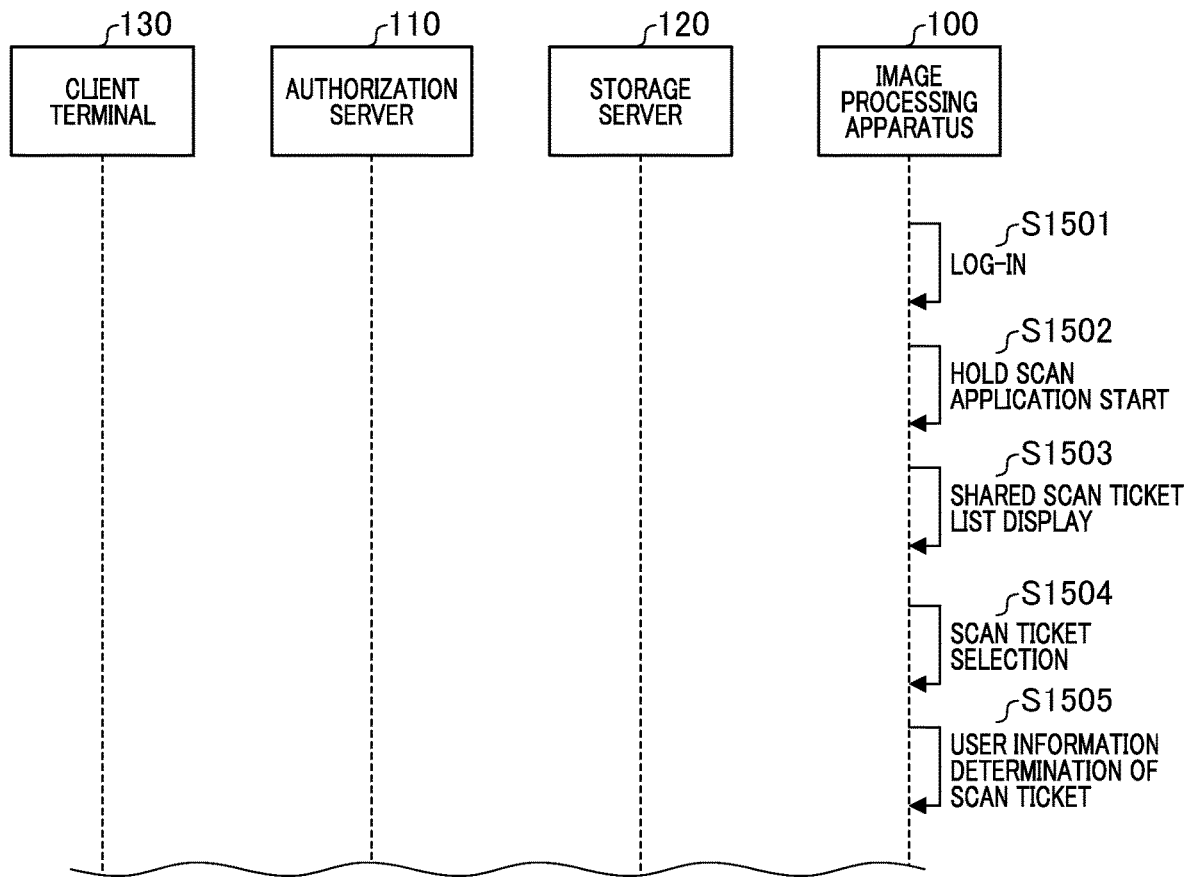 130
110
120
100
CLIENT
TERMINAL
AUTHORIZATION
SERVER
STORAGE
SERVER
IMAGE
PROCESSING
APPARATUS
S1501
LOG-IN
S1502
HOLD SCAN
APPLICATION START
S1503
SHARED SCAN TICKET
LIST DISPLAY
S1504
SCAN TICKET
SELECTION
S1505
USER INFORMATION
DETERMINATION OF
SCAN TICKET